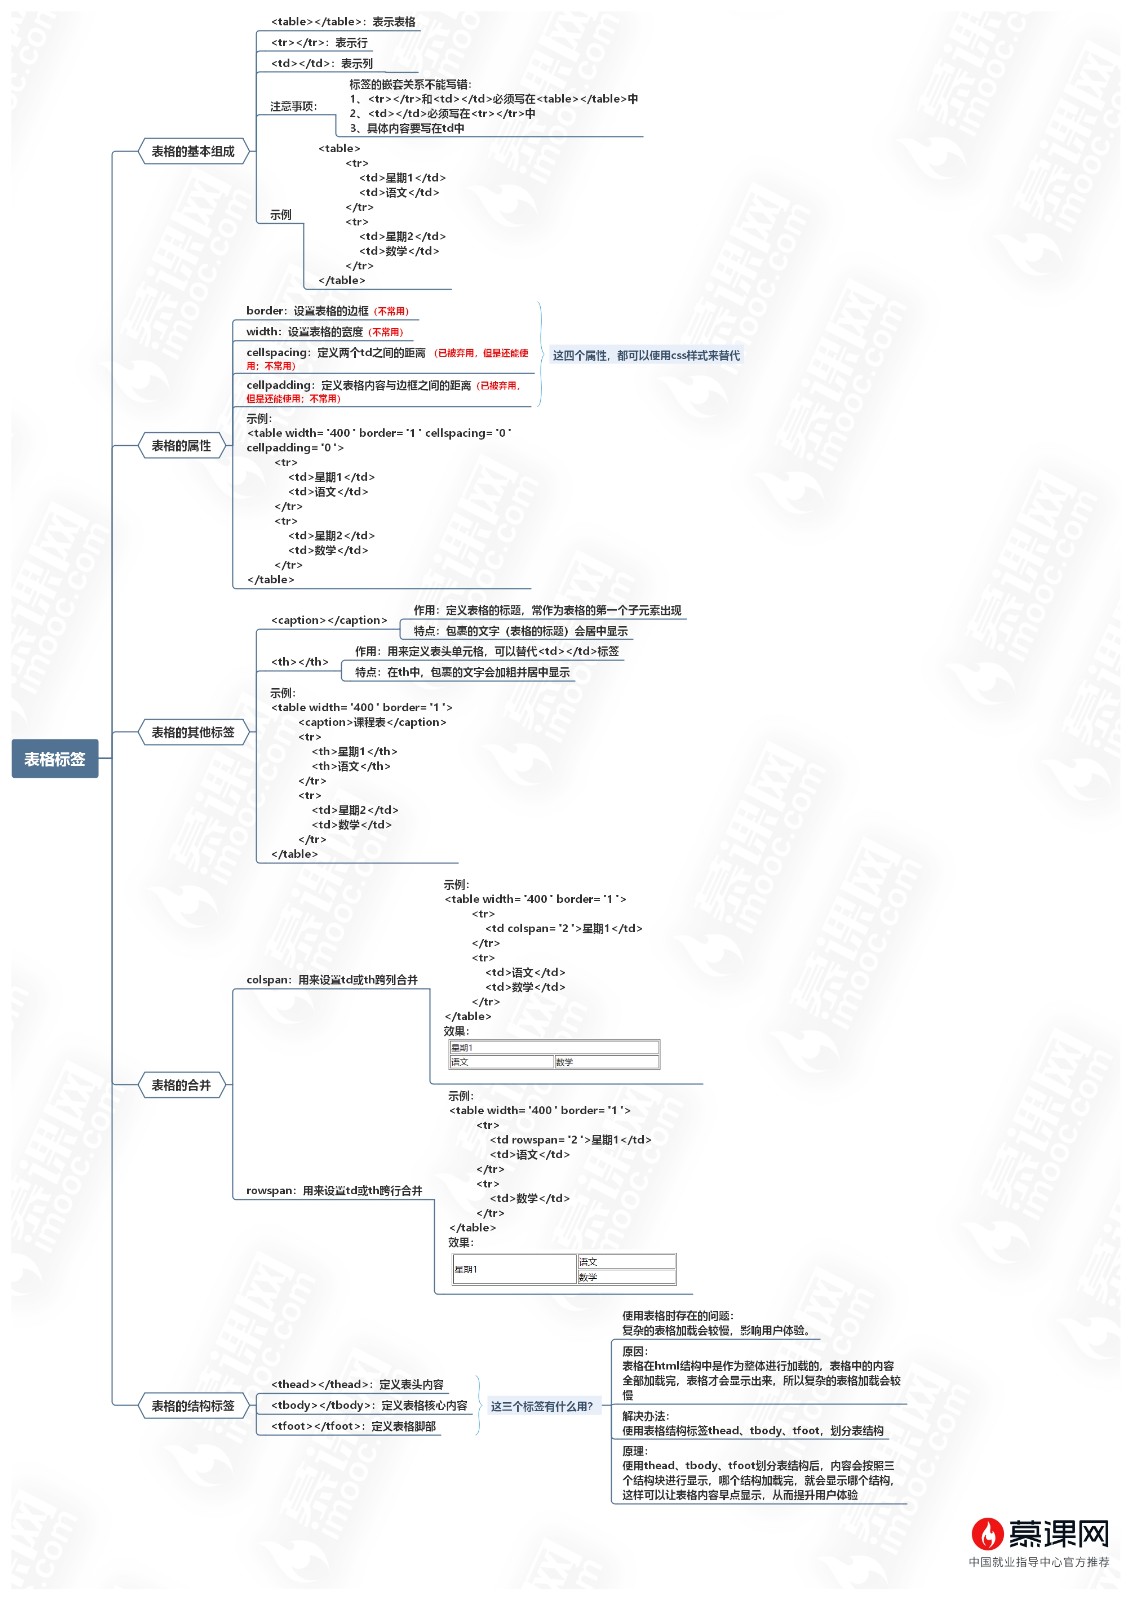 表格标签
表格的基本组成
<table></table>：表示表格
<tr></tr>：表示行
<td></td>：表示列
注意事项：
标签的嵌套关系不能写错：
1、<tr></tr>和<td></td>必须写在<table></table>中
2、<td></td>必须写在<tr></tr>中
3、具体内容要写在td中
示例
<table>
<tr>
<td>星期1</td>
<td>语文</td>
</tr>
<tr>
<td>星期2</td>
<td>数学</td>
</tr>
</table>
表格的属性
border：设置表格的边框（不常用）
width：设置表格的宽度（不常用）
cellspacing：定义两个td之间的距离 （已被弃用，但是还能使
用；不常用）
cellpadding：定义表格内容与边框之间的距离（已被弃用，
但是还能使用；不常用）
这四个属性，都可以使用css样式来替代
示例：
<table width= "400 " border= "1 " cellspacing= "0 "
cellpadding= "0 ">
<tr>
<td>星期1</td>
<td>语文</td>
</tr>
<tr>
<td>星期2</td>
<td>数学</td>
</tr>
</table>
表格的其他标签
<caption></caption>
作用：定义表格的标题，常作为表格的第一个子元素出现
特点：包裹的文字（表格的标题）会居中显示
<th></th>
作用：用来定义表头单元格，可以替代<td></td>标签
特点：在th中，包裹的文字会加粗并居中显示
示例：
<table width= "400 " border= "1 ">
<caption>课程表</caption>
<tr>
<th>星期1</th>
<th>语文</th>
</tr>
<tr>
<td>星期2</td>
<td>数学</td>
</tr>
</table>
表格的合并
colspan：用来设置td或th跨列合并
示例：
<table width= "400 " border= "1 ">
<tr>
<td colspan= "2 ">星期1</td>
</tr>
<tr>
<td>语文</td>
<td>数学</td>
</tr>
</table>
效果：
星期1
语文 数学
rowspan：用来设置td或th跨行合并
示例：
<table width= "400 " border= "1 ">
<tr>
<td rowspan= "2 ">星期1</td>
<td>语文</td>
</tr>
<tr>
<td>数学</td>
</tr>
</table>
效果：
星期1 语文
数学
表格的结构标签
<thead></thead>：定义表头内容
<tbody></tbody>：定义表格核心内容
<tfoot></tfoot>：定义表格脚部
这三个标签有什么用？
使用表格时存在的问题：
复杂的表格加载会较慢，影响用户体验。
原因：
表格在html结构中是作为整体进行加载的，表格中的内容
全部加载完，表格才会显示出来，所以复杂的表格加载会较
慢
解决办法：
使用表格结构标签thead、tbody、tfoot，划分表结构
原理：
使用thead、tbody、tfoot划分表结构后，内容会按照三
个结构块进行显示，哪个结构加载完，就会显示哪个结构，
这样可以让表格内容早点显示，从而提升用户体验
慕课网
中国就业指导中心官方推荐